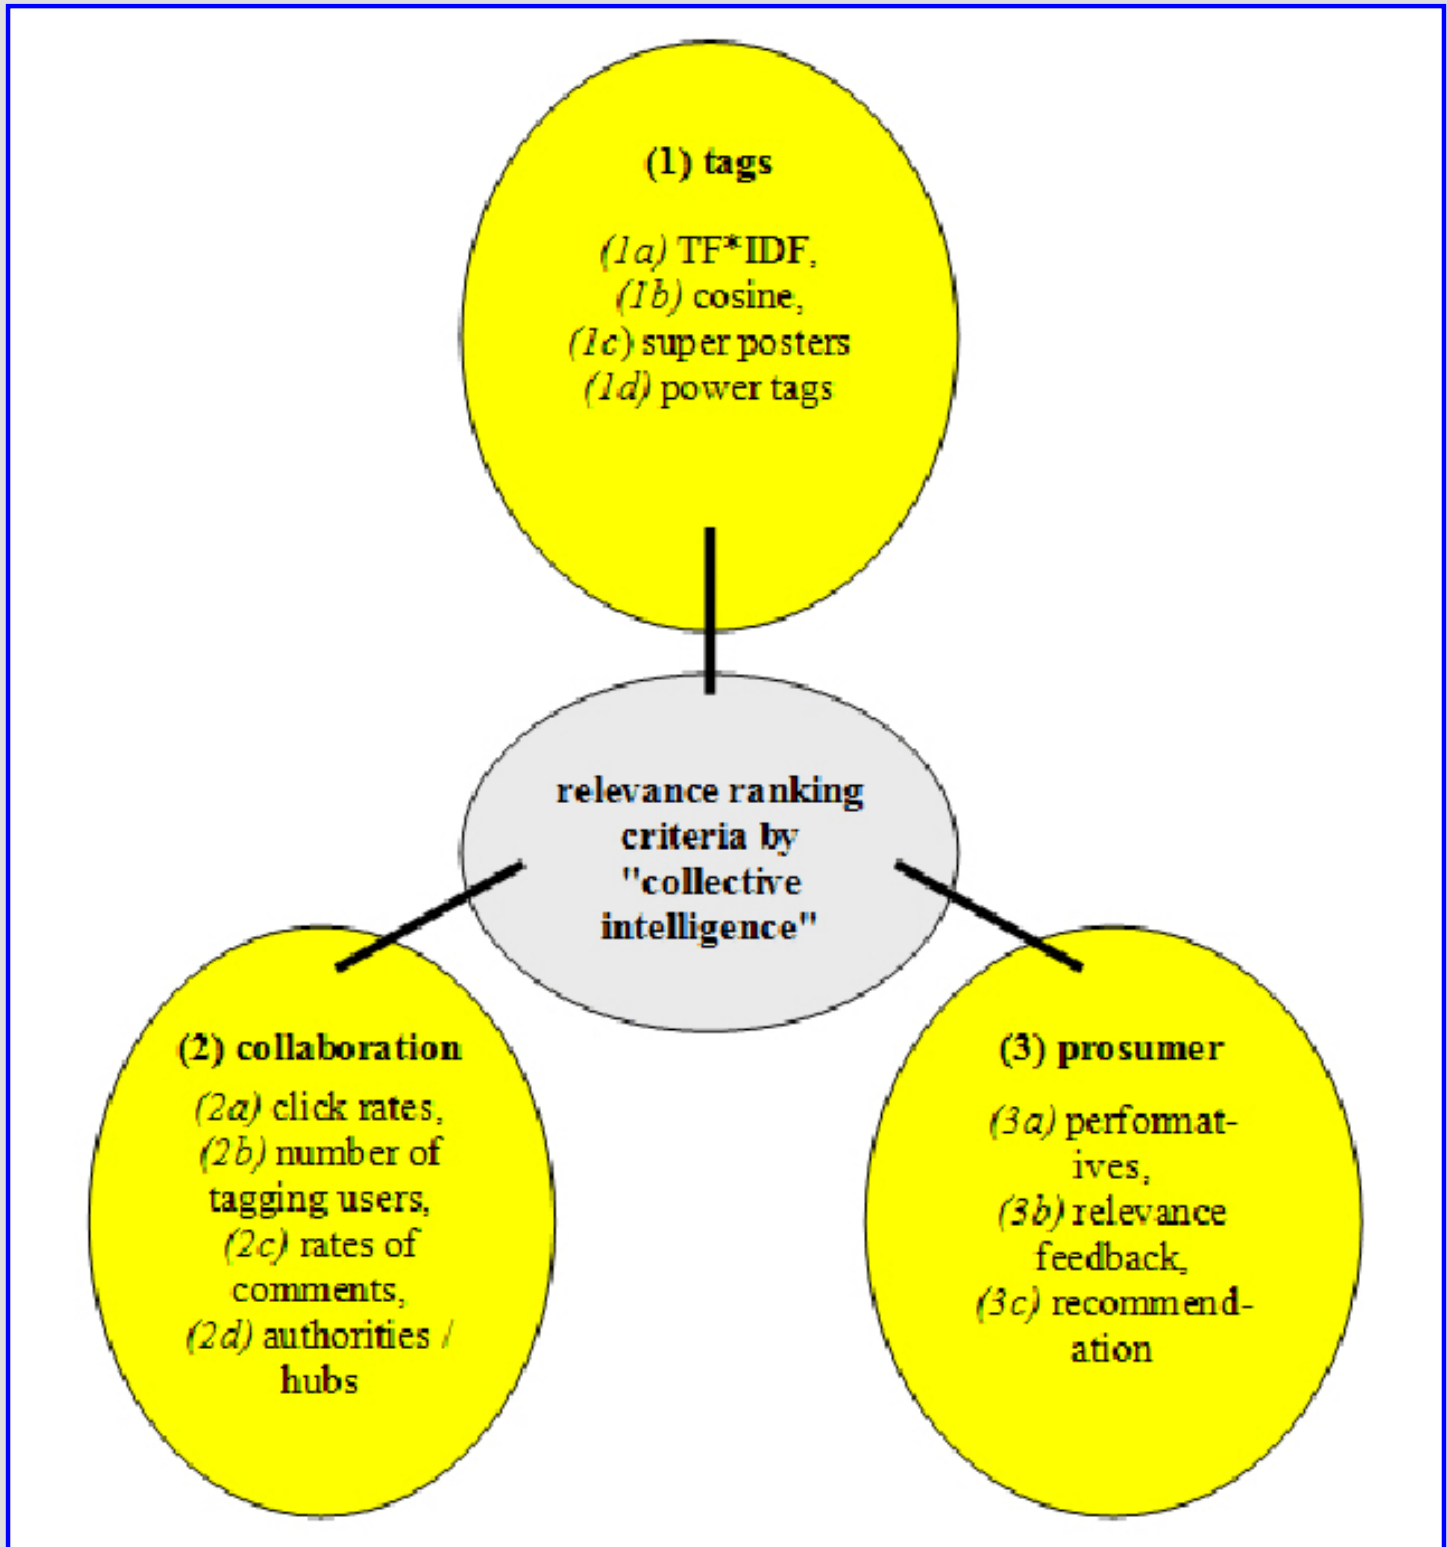 (1) tags
(1a) TF*IDF,
(1b) cosine,
(1c) super posters
(1d) power tags
relevance ranking
criteria by
"collective
intelligence"
(2) collaboration
(2a) click rates,
(2b) number of
tagging users,
(2c) rates of
comments,
(2d) authorities /
hubs
(3) prosumer
(3a) performat-
ives,
(3b) relevance
feedback,
(3c) recommend-
ation